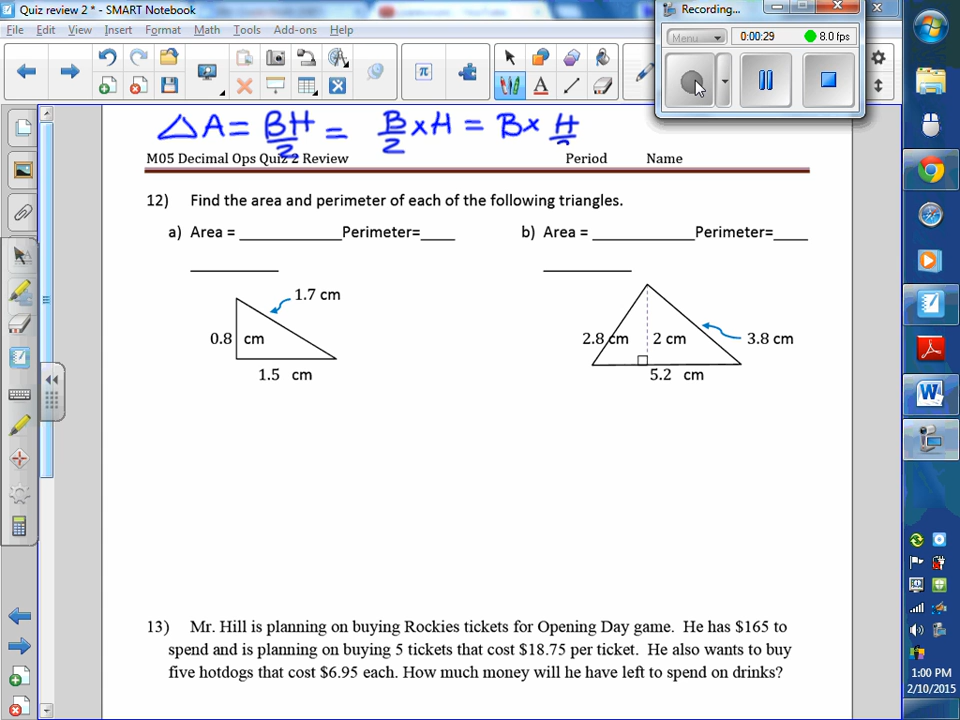 Quiz review 2 * - SMART Notebook
Recording...
File Edit View Insert Format Math Tools Add-ons Help
Menu 0:00:29 8.0 fps
△A = BH/2 = B/2 x H = B x H/2
M05 Decimal Ops Quiz 2 Review Period Name
12) Find the area and perimeter of each of the following triangles.
a) Area = ____________Perimeter=____ b) Area = ____________Perimeter=____
__________ __________
1.7 cm
0.8 cm 2.8 cm 2 cm 3.8 cm
1.5 cm 5.2 cm
13) Mr. Hill is planning on buying Rockies tickets for Opening Day game. He has $165 to
spend and is planning on buying 5 tickets that cost $18.75 per ticket. He also wants to buy
five hotdogs that cost $6.95 each. How much money will he have left to spend on drinks?
1:00 PM
2/10/2015